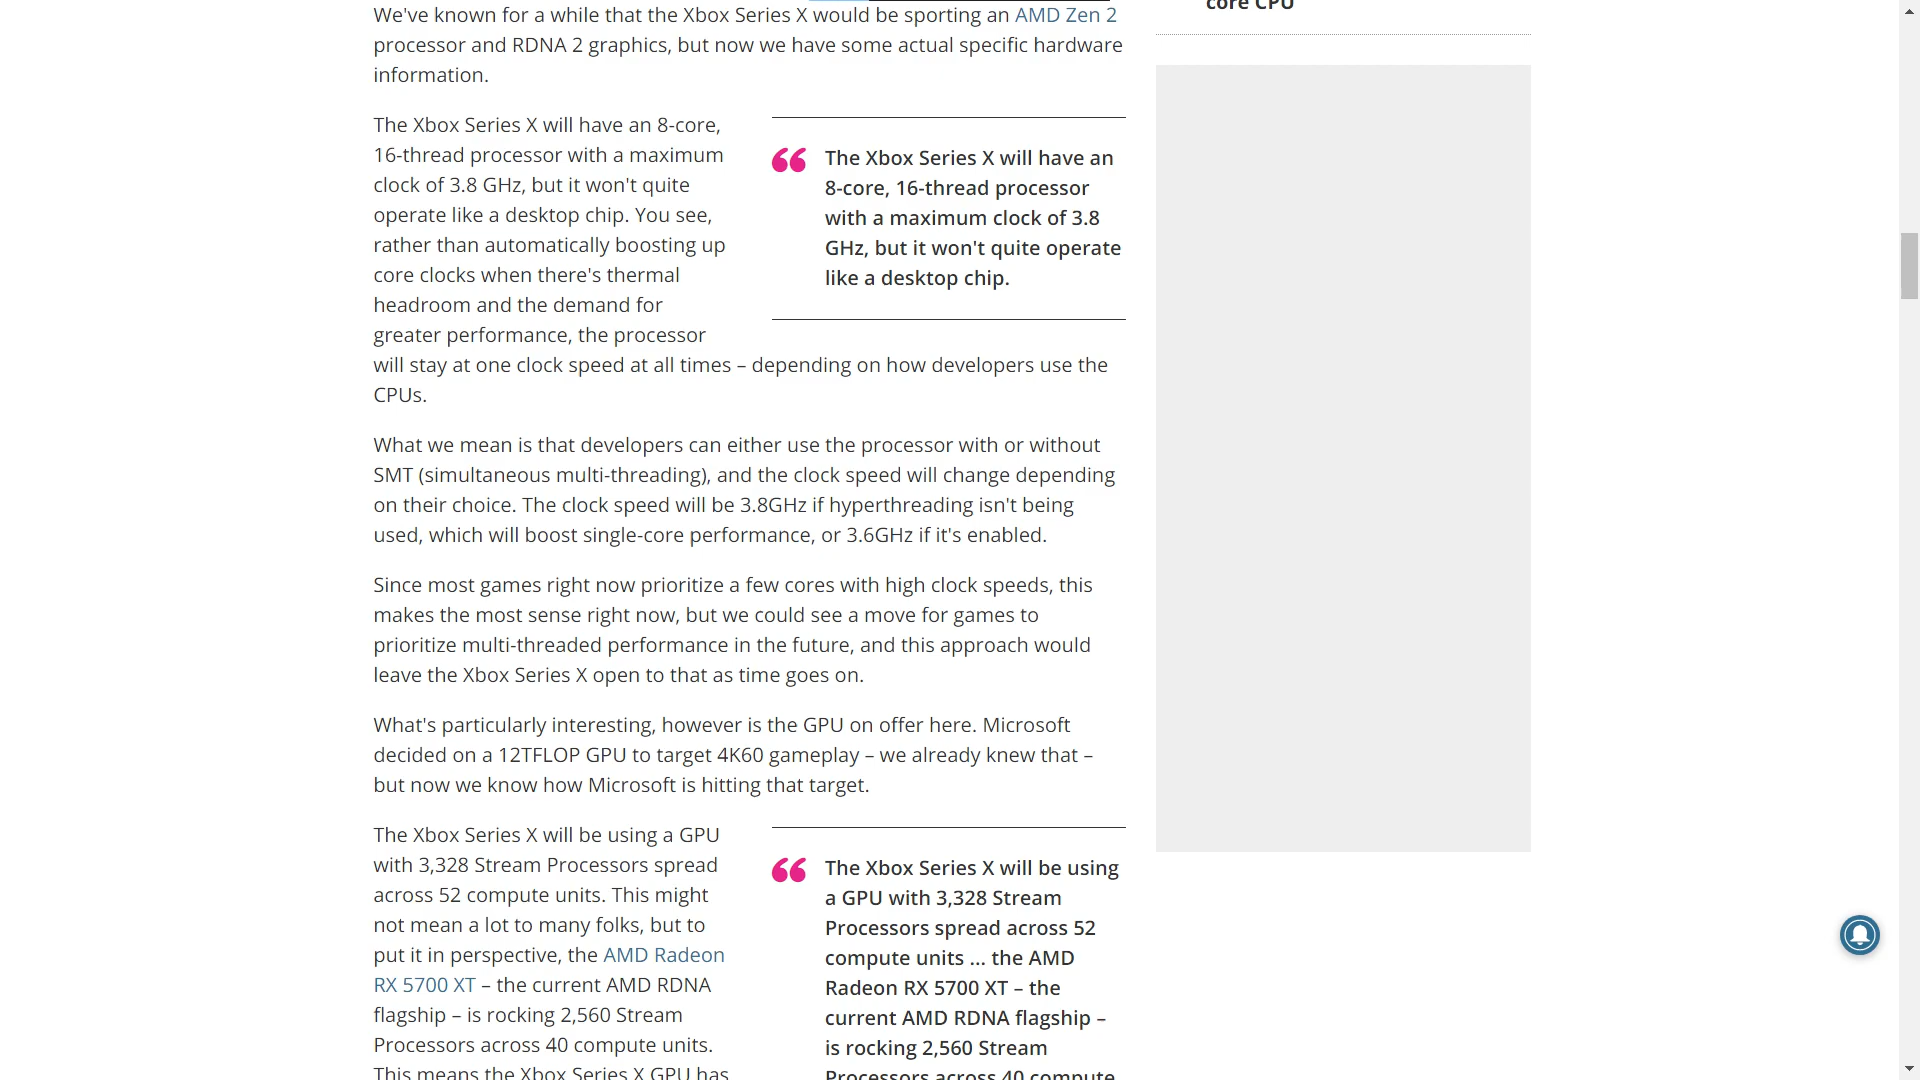 We've known for a while that the Xbox Series X would be sporting an AMD Zen 2
processor and RDNA 2 graphics, but now we have some actual specific hardware
information.
The Xbox Series X will have an 8-core,
16-thread processor with a maximum
clock of 3.8 GHz, but it won't quite
operate like a desktop chip. You see,
rather than automatically boosting up
core clocks when there's thermal
headroom and the demand for
greater performance, the processor
will stay at one clock speed at all times – depending on how developers use the
CPUs.
The Xbox Series X will have an
8-core, 16-thread processor
with a maximum clock of 3.8
GHz, but it won't quite operate
like a desktop chip.
What we mean is that developers can either use the processor with or without
SMT (simultaneous multi-threading), and the clock speed will change depending
on their choice. The clock speed will be 3.8GHz if hyperthreading isn't being
used, which will boost single-core performance, or 3.6GHz if it's enabled.
Since most games right now prioritize a few cores with high clock speeds, this
makes the most sense right now, but we could see a move for games to
prioritize multi-threaded performance in the future, and this approach would
leave the Xbox Series X open to that as time goes on.
What's particularly interesting, however is the GPU on offer here. Microsoft
decided on a 12TFLOP GPU to target 4K60 gameplay – we already knew that –
but now we know how Microsoft is hitting that target.
The Xbox Series X will be using a GPU
with 3,328 Stream Processors spread
across 52 compute units. This might
not mean a lot to many folks, but to
put it in perspective, the AMD Radeon
RX 5700 XT – the current AMD RDNA
flagship – is rocking 2,560 Stream
Processors across 40 compute units.
This means the Xbox Series X GPU has
The Xbox Series X will be using
a GPU with 3,328 Stream
Processors spread across 52
compute units ... the AMD
Radeon RX 5700 XT – the
current AMD RDNA flagship –
is rocking 2,560 Stream
Processors across 40 compute
core CPU